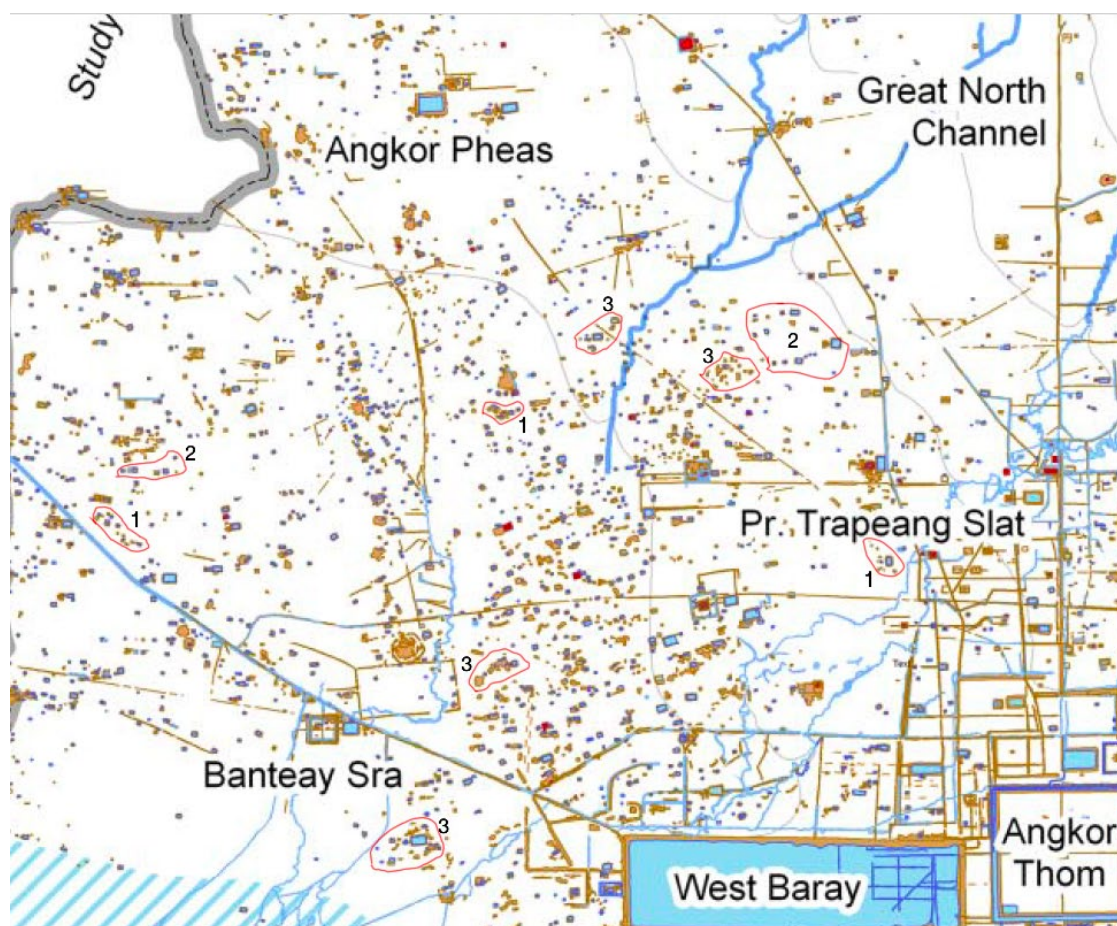 Study
Great North
Channel
Angkor Pheas
3
3
2
1
2
1
Pr. Trapeang Slat
1
3
Banteay Sra
3
Angkor
Thom
West Baray